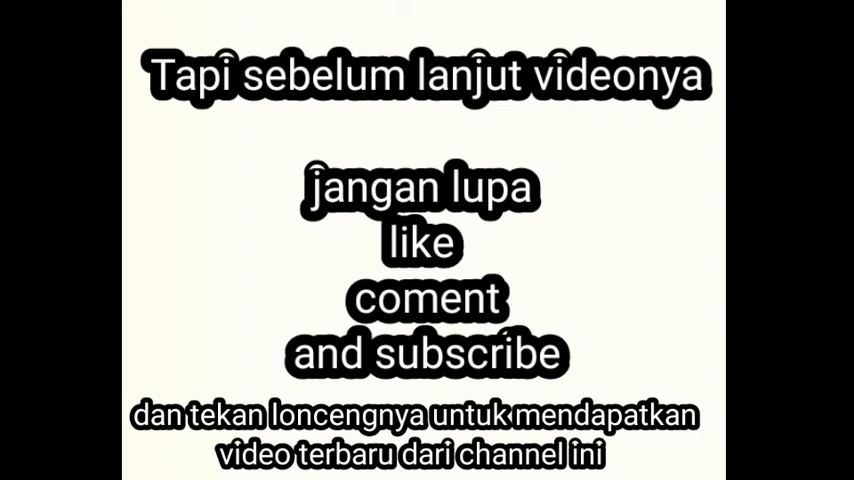 Tapi sebelum lanjut videonya
jangan lupa
like
coment
and subscribe
dan tekan loncengnya untuk mendapatkan
video terbaru dari channel ini